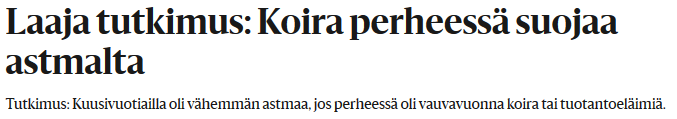 Laaja tutkimus: Koira perheessä suojaa
astmalta
Tutkimus: Kuusivuotiailla oli vähemmän astmaa, jos perheessä oli vauvavuonna koira tai tuotantoeläimiä.